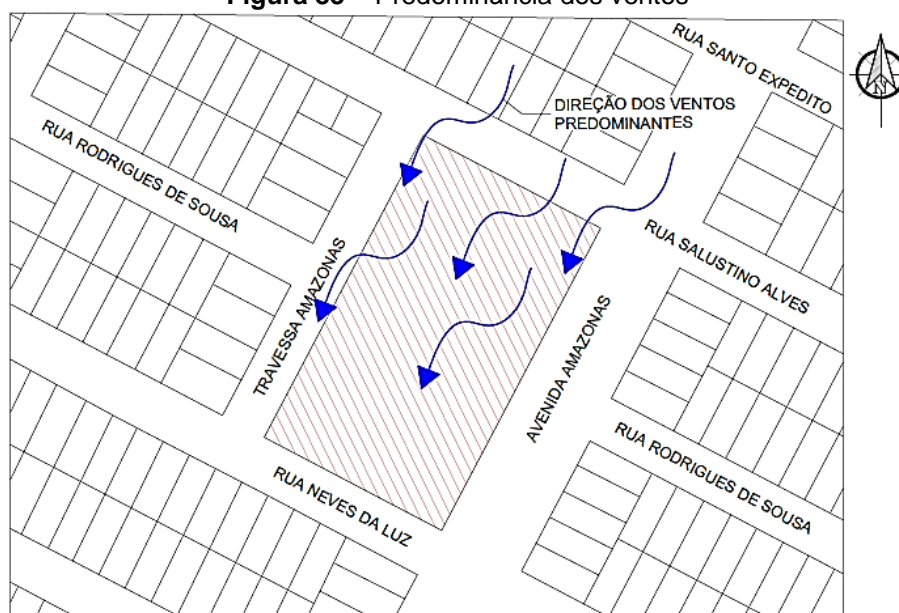 Predominância dos ventos
RUA SANTO EXPEDITO
N
DIREÇÃO DOS VENTOS
PREDOMINANTES
RUA RODRIGUES DE SOUSA
RUA SALUSTINO ALVES
TRAVESSA AMAZONAS
AVENIDA AMAZONAS
RUA RODRIGUES DE SOUSA
RUA NEVES DA LUZ